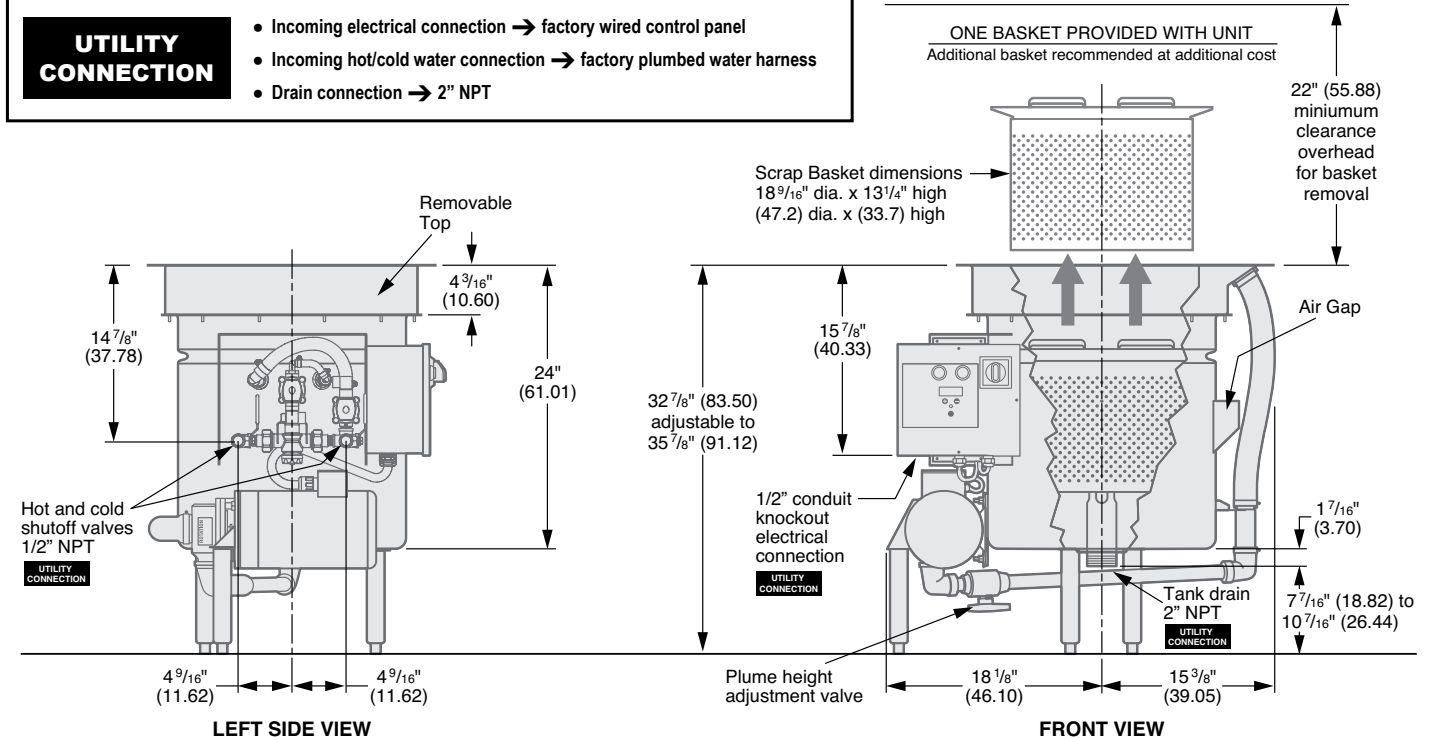 UTILITY
CONNECTION
● Incoming electrical connection ➔ factory wired control panel
● Incoming hot/cold water connection ➔ factory plumbed water harness
● Drain connection ➔ 2” NPT
ONE BASKET PROVIDED WITH UNIT
Additional basket recommended at additional cost
22" (55.88)
miniumum
clearance
overhead
for basket
removal
Scrap Basket dimensions
18 9/16" dia. x 13 1/4" high
(47.2) dia. x (33.7) high
Removable
Top
4 3/16"
(10.60)
14 7/8"
(37.78)
24"
(61.01)
Hot and cold
shutoff valves
1/2” NPT
UTILITY
CONNECTION
4 9/16"
(11.62)
4 9/16"
(11.62)
LEFT SIDE VIEW
15 7/8"
(40.33)
32 7/8" (83.50)
adjustable to
35 7/8" (91.12)
Air Gap
1/2” conduit
knockout
electrical
connection
UTILITY
CONNECTION
1 7/16"
(3.70)
Tank drain
2” NPT
UTILITY
CONNECTION
7 7/16" (18.82) to
10 7/16" (26.44)
Plume height
adjustment valve
18 1/8"
(46.10)
15 3/8"
(39.05)
FRONT VIEW